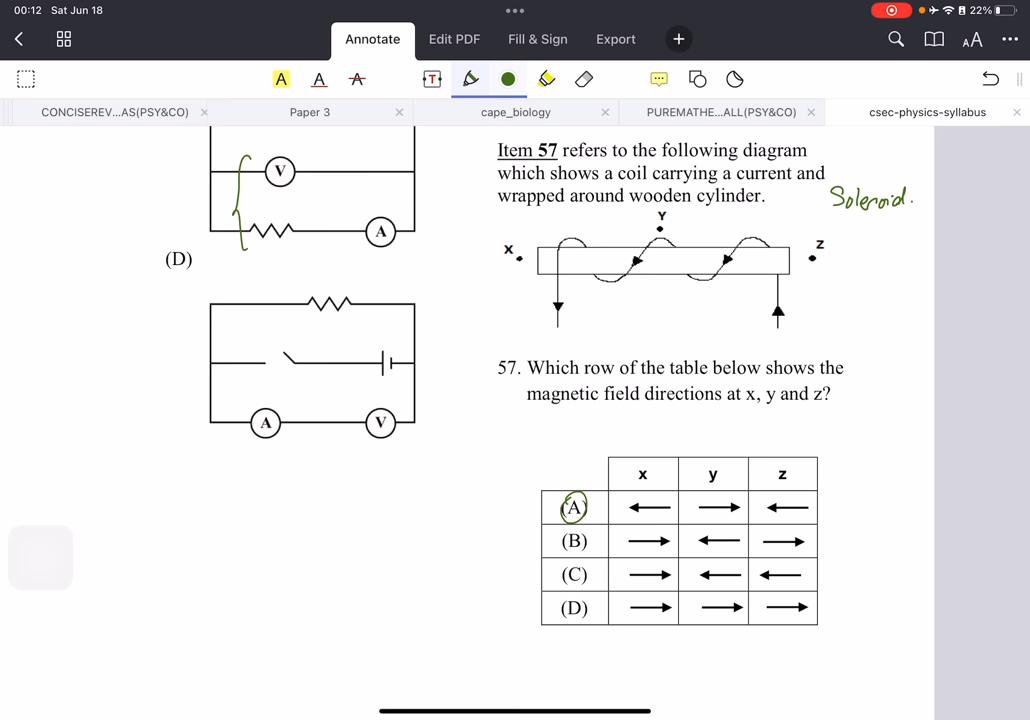 00:12 Sat Jun 18
22%
Annotate
Edit PDF
Fill & Sign
Export
AA
A A A T
CONCISEREV...AS(PSY&CO)
Paper 3
cape_biology
PUREMATHE...ALL(PSY&CO)
csec-physics-syllabus
V
A
(D)
A
V
Item 57 refers to the following diagram
which shows a coil carrying a current and
wrapped around wooden cylinder.
Solenoid.
Y
X
Z
57. Which row of the table below shows the
magnetic field directions at x, y and z?
x y z
(A) ← → ←
(B) → ← →
(C) → ← ←
(D) → → →